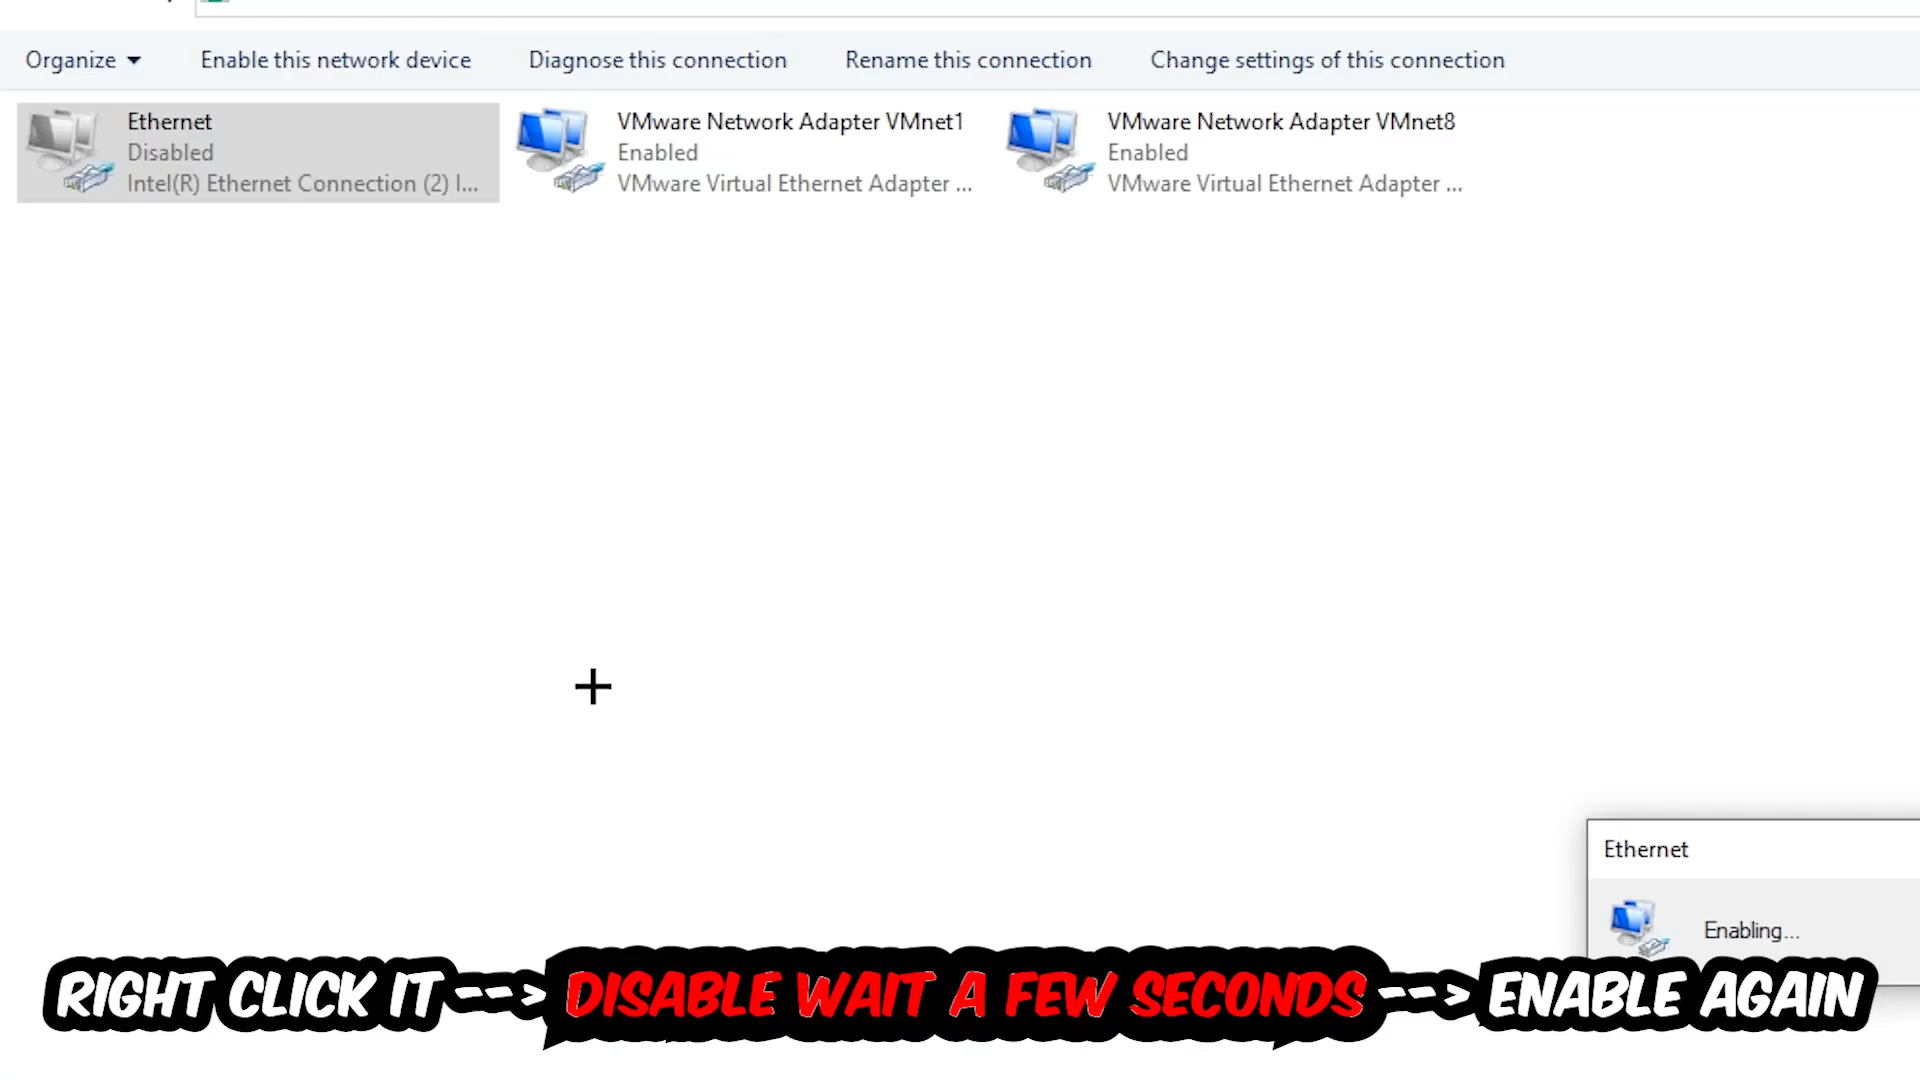 Organize Enable this network device Diagnose this connection Rename this connection Change settings of this connection
Ethernet
Disabled
Intel(R) Ethernet Connection (2) I...
VMware Network Adapter VMnet1
Enabled
VMware Virtual Ethernet Adapter ...
VMware Network Adapter VMnet8
Enabled
VMware Virtual Ethernet Adapter ...
Ethernet
Enabling...
RIGHT CLICK IT --> DISABLE WAIT A FEW SECONDS --> ENABLE AGAIN